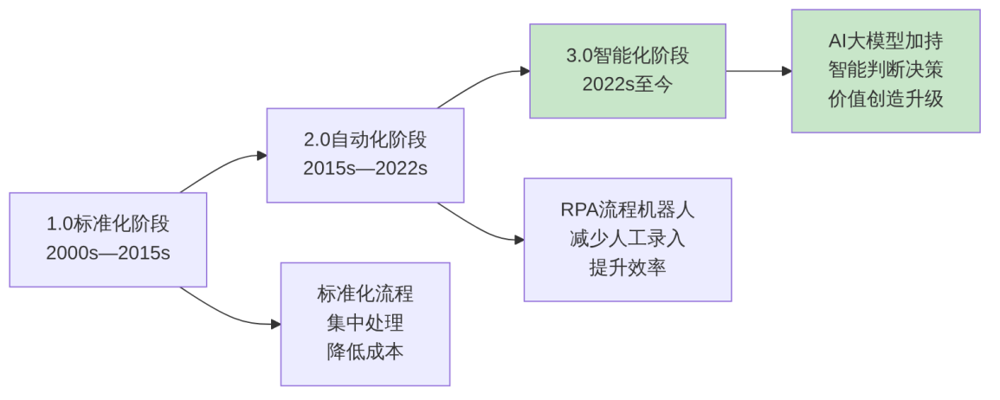 1.0标准化阶段
2000s—2015s
标准化流程
集中处理
降低成本
2.0自动化阶段
2015s—2022s
RPA流程机器人
减少人工录入
提升效率
3.0智能化阶段
2022s至今
AI大模型加持
智能判断决策
价值创造升级